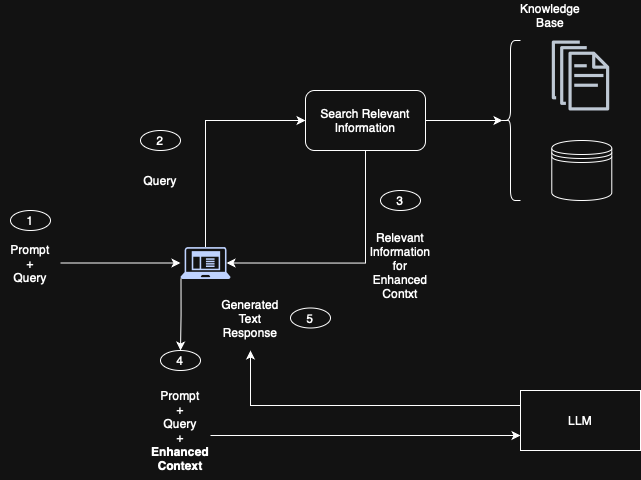 Knowledge
Base
Search Relevant
Information
2
Query
1
Prompt
+
Query
3
Relevant
Information
for
Enhanced
Contxt
Generated
Text
Response
5
4
Prompt
+
Query
+
Enhanced
Context
LLM